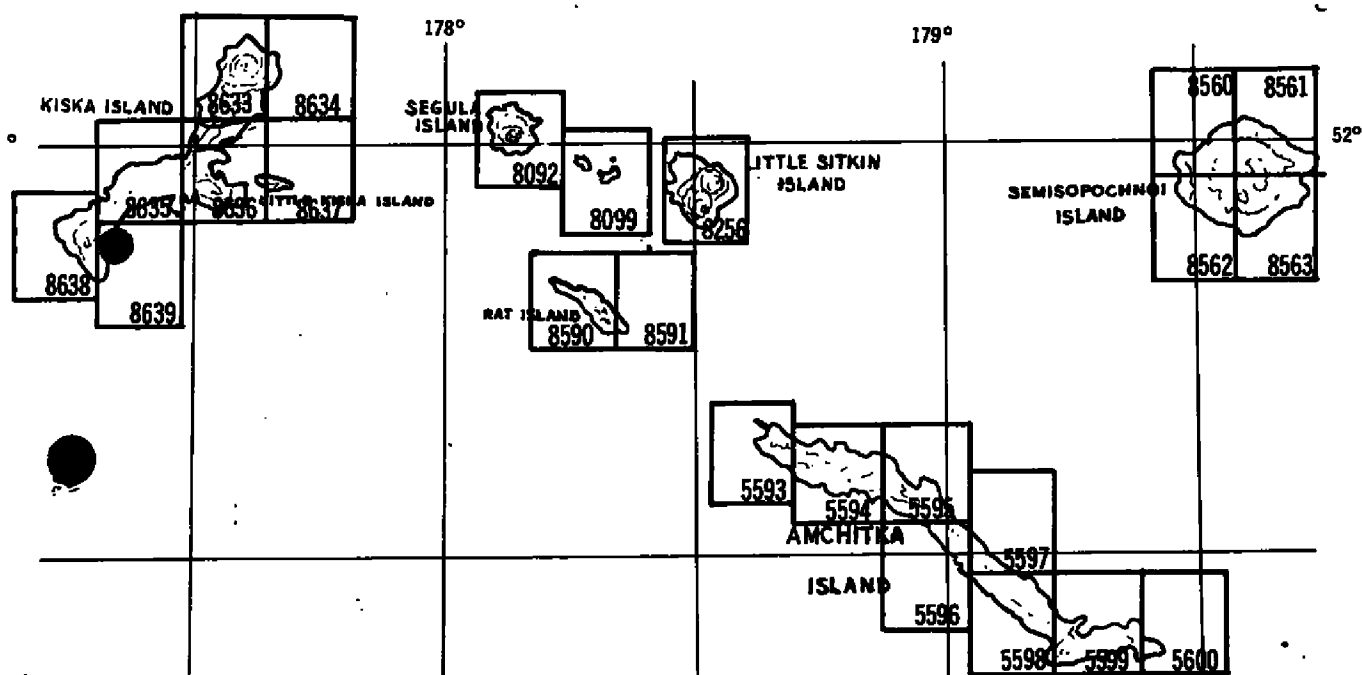 178°
179°
KISKA ISLAND
8633
8634
SEGULA
ISLAND
8560
8561
52°
8092
LITTLE SITKIN
ISLAND
8635
8636
LITTLE KISKA ISLAND
8637
8099
8256
SEMISOPOCHNOI
ISLAND
8638
8639
RAT ISLAND
8590
8591
8562
8563
5593
5594
5595
AMCHITKA
ISLAND
5597
5596
5598
5599
5600